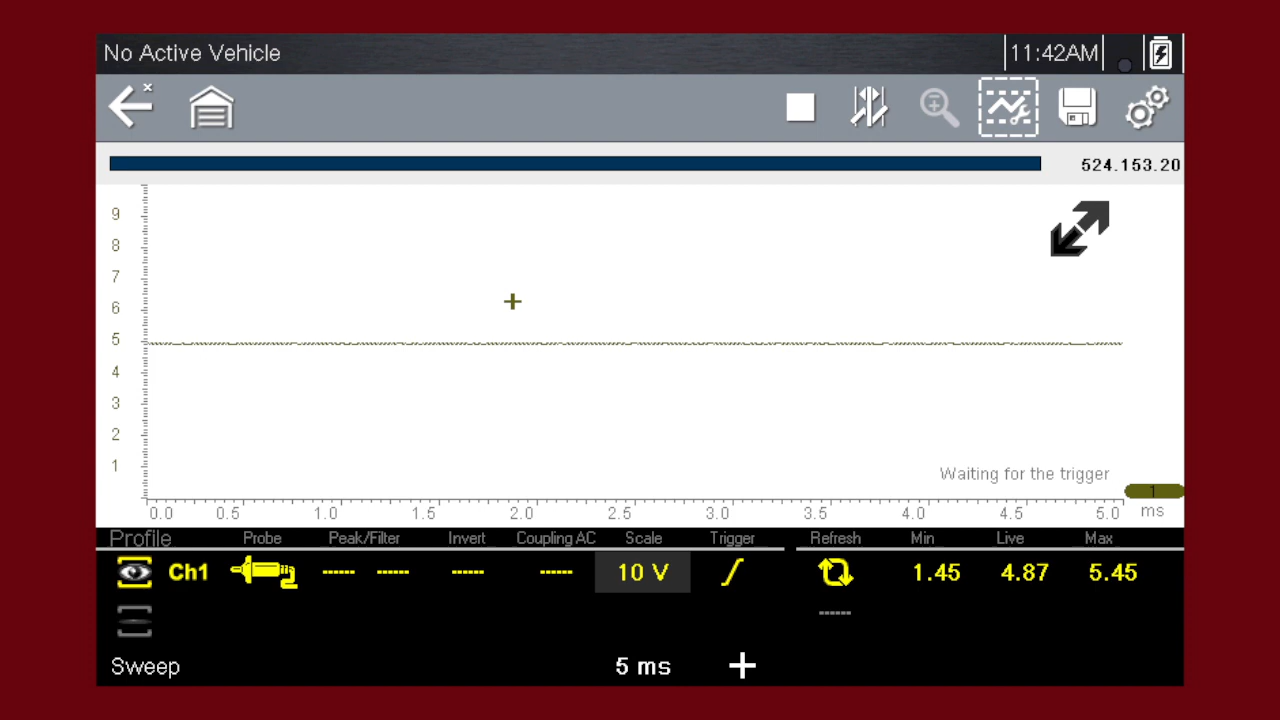 No Active Vehicle 11:42AM
524.153.20
9
8
7
6
5
4
3
2
1
Waiting for the trigger
1
0.0 0.5 1.0 1.5 2.0 2.5 3.0 3.5 4.0 4.5 5.0 ms
Profile Probe Peak/Filter Invert Coupling AC Scale Trigger Refresh Min Live Max
Ch1 ------ ------ ------ ------ 10 V 1.45 4.87 5.45
------
Sweep 5 ms